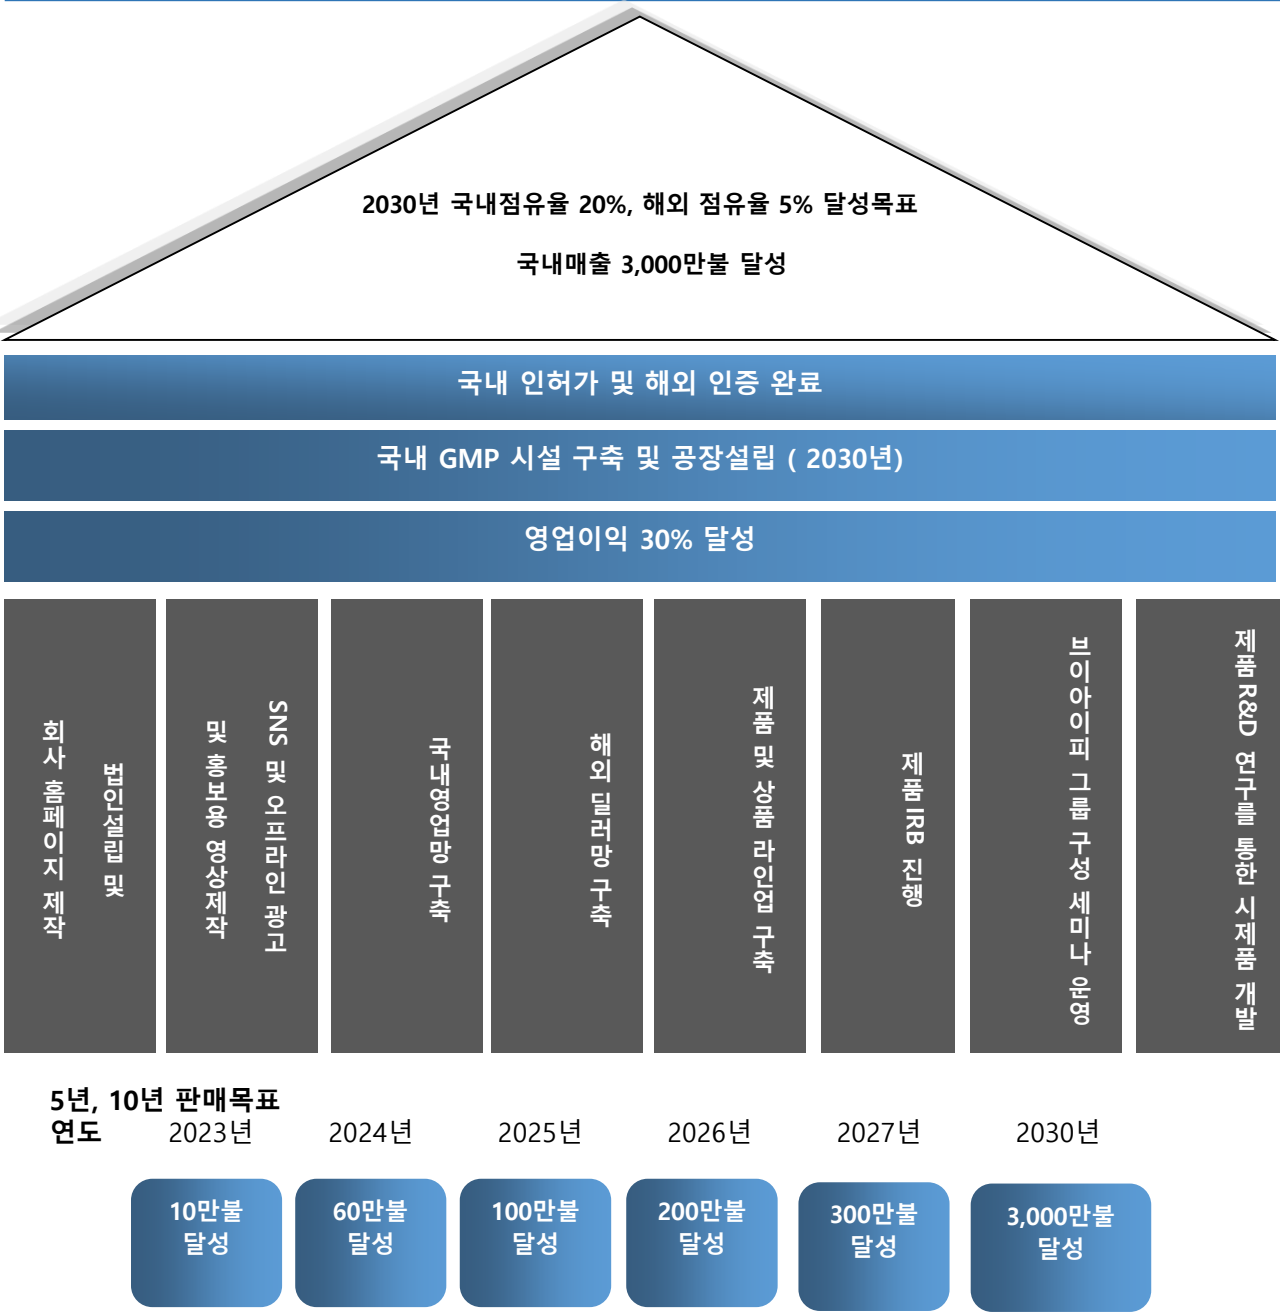 2030년 국내점유율 20%, 해외 점유율 5% 달성목표
국내매출 3,000만불 달성
국내 인허가 및 해외 인증 완료
국내 GMP 시설 구축 및 공장설립 ( 2030년)
영업이익 30% 달성
법인설립 및
회사 홈페이지 제작
SNS 및 오프라인 광고
및 홍보용 영상제작
국내영업망 구축
해외 딜러망 구축
제품 및 상품 라인업 구축
제품 IRB 진행
브이아이피 그룹 구성 세미나 운영
제품 R&D 연구를 통한 시제품 개발
5년, 10년 판매목표
연도 2023년 2024년 2025년 2026년 2027년 2030년
10만불
달성
60만불
달성
100만불
달성
200만불
달성
300만불
달성
3,000만불
달성